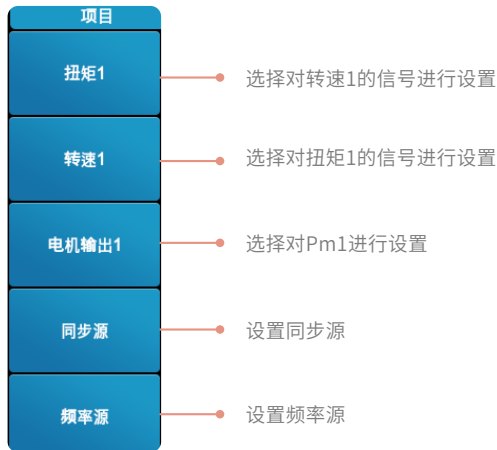 项目
扭矩1
选择对转速1的信号进行设置
转速1
选择对扭矩1的信号进行设置
电机输出1
选择对Pm1进行设置
同步源
设置同步源
频率源
设置频率源